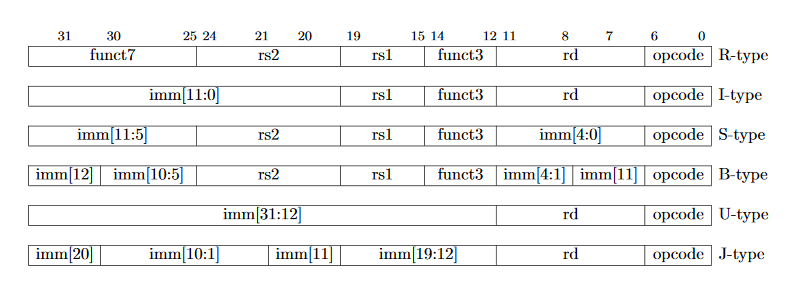 31 30 25 24 21 20 19 15 14 12 11 8 7 6 0
funct7 rs2 rs1 funct3 rd opcode R-type
imm[11:0] rs1 funct3 rd opcode I-type
imm[11:5] rs2 rs1 funct3 imm[4:0] opcode S-type
imm[12] imm[10:5] rs2 rs1 funct3 imm[4:1] imm[11] opcode B-type
imm[31:12] rd opcode U-type
imm[20] imm[10:1] imm[11] imm[19:12] rd opcode J-type